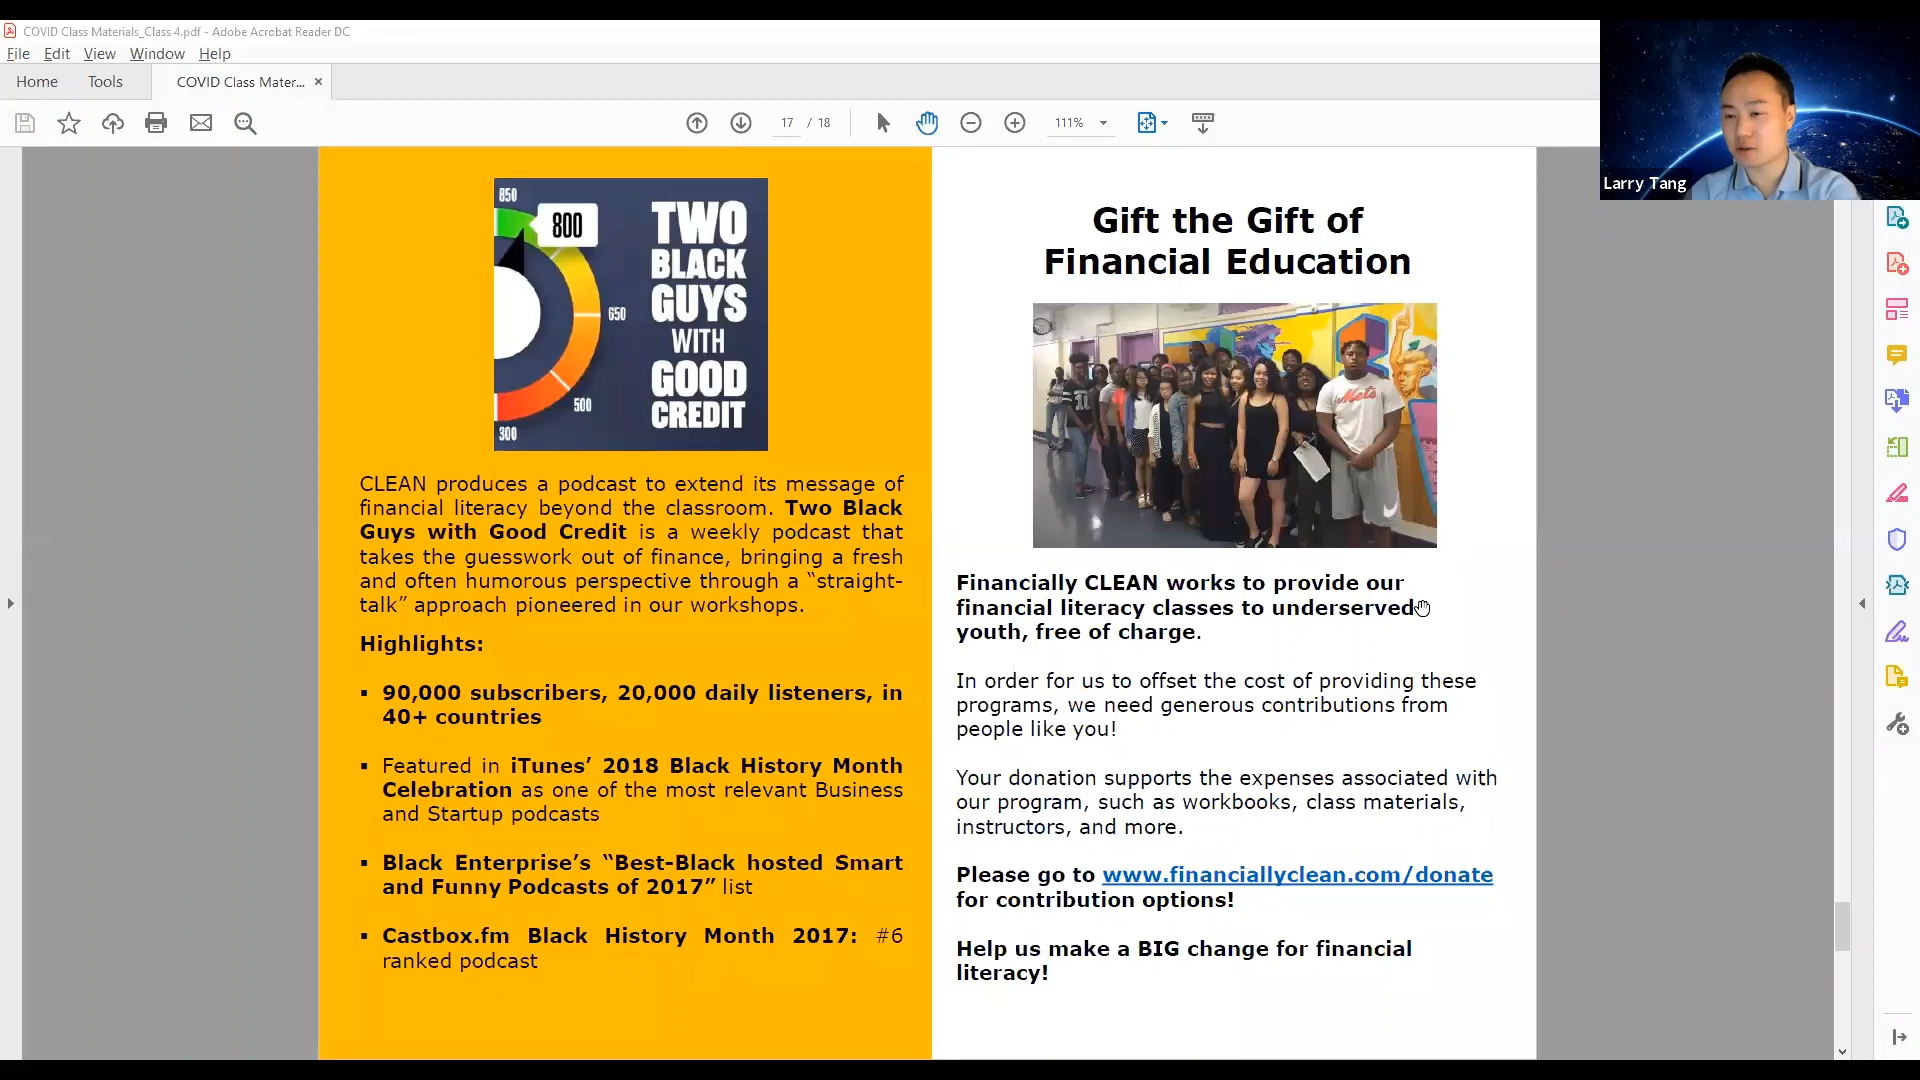 COVID Class Materials_Class 4.pdf - Adobe Acrobat Reader DC
File Edit View Window Help
Home Tools COVID Class Mater... ×
17 / 18 111%
Larry Tang
850
800
650
500
300
TWO
BLACK
GUYS
WITH
GOOD
CREDIT
CLEAN produces a podcast to extend its message of
financial literacy beyond the classroom. Two Black
Guys with Good Credit is a weekly podcast that
takes the guesswork out of finance, bringing a fresh
and often humorous perspective through a “straight-
talk” approach pioneered in our workshops.
Highlights:
▪ 90,000 subscribers, 20,000 daily listeners, in
40+ countries
▪ Featured in iTunes’ 2018 Black History Month
Celebration as one of the most relevant Business
and Startup podcasts
▪ Black Enterprise’s “Best-Black hosted Smart
and Funny Podcasts of 2017” list
▪ Castbox.fm Black History Month 2017: #6
ranked podcast
Gift the Gift of
Financial Education
Mets
Financially CLEAN works to provide our
financial literacy classes to underserved
youth, free of charge.
In order for us to offset the cost of providing these
programs, we need generous contributions from
people like you!
Your donation supports the expenses associated with
our program, such as workbooks, class materials,
instructors, and more.
Please go to www.financiallyclean.com/donate
for contribution options!
Help us make a BIG change for financial
literacy!